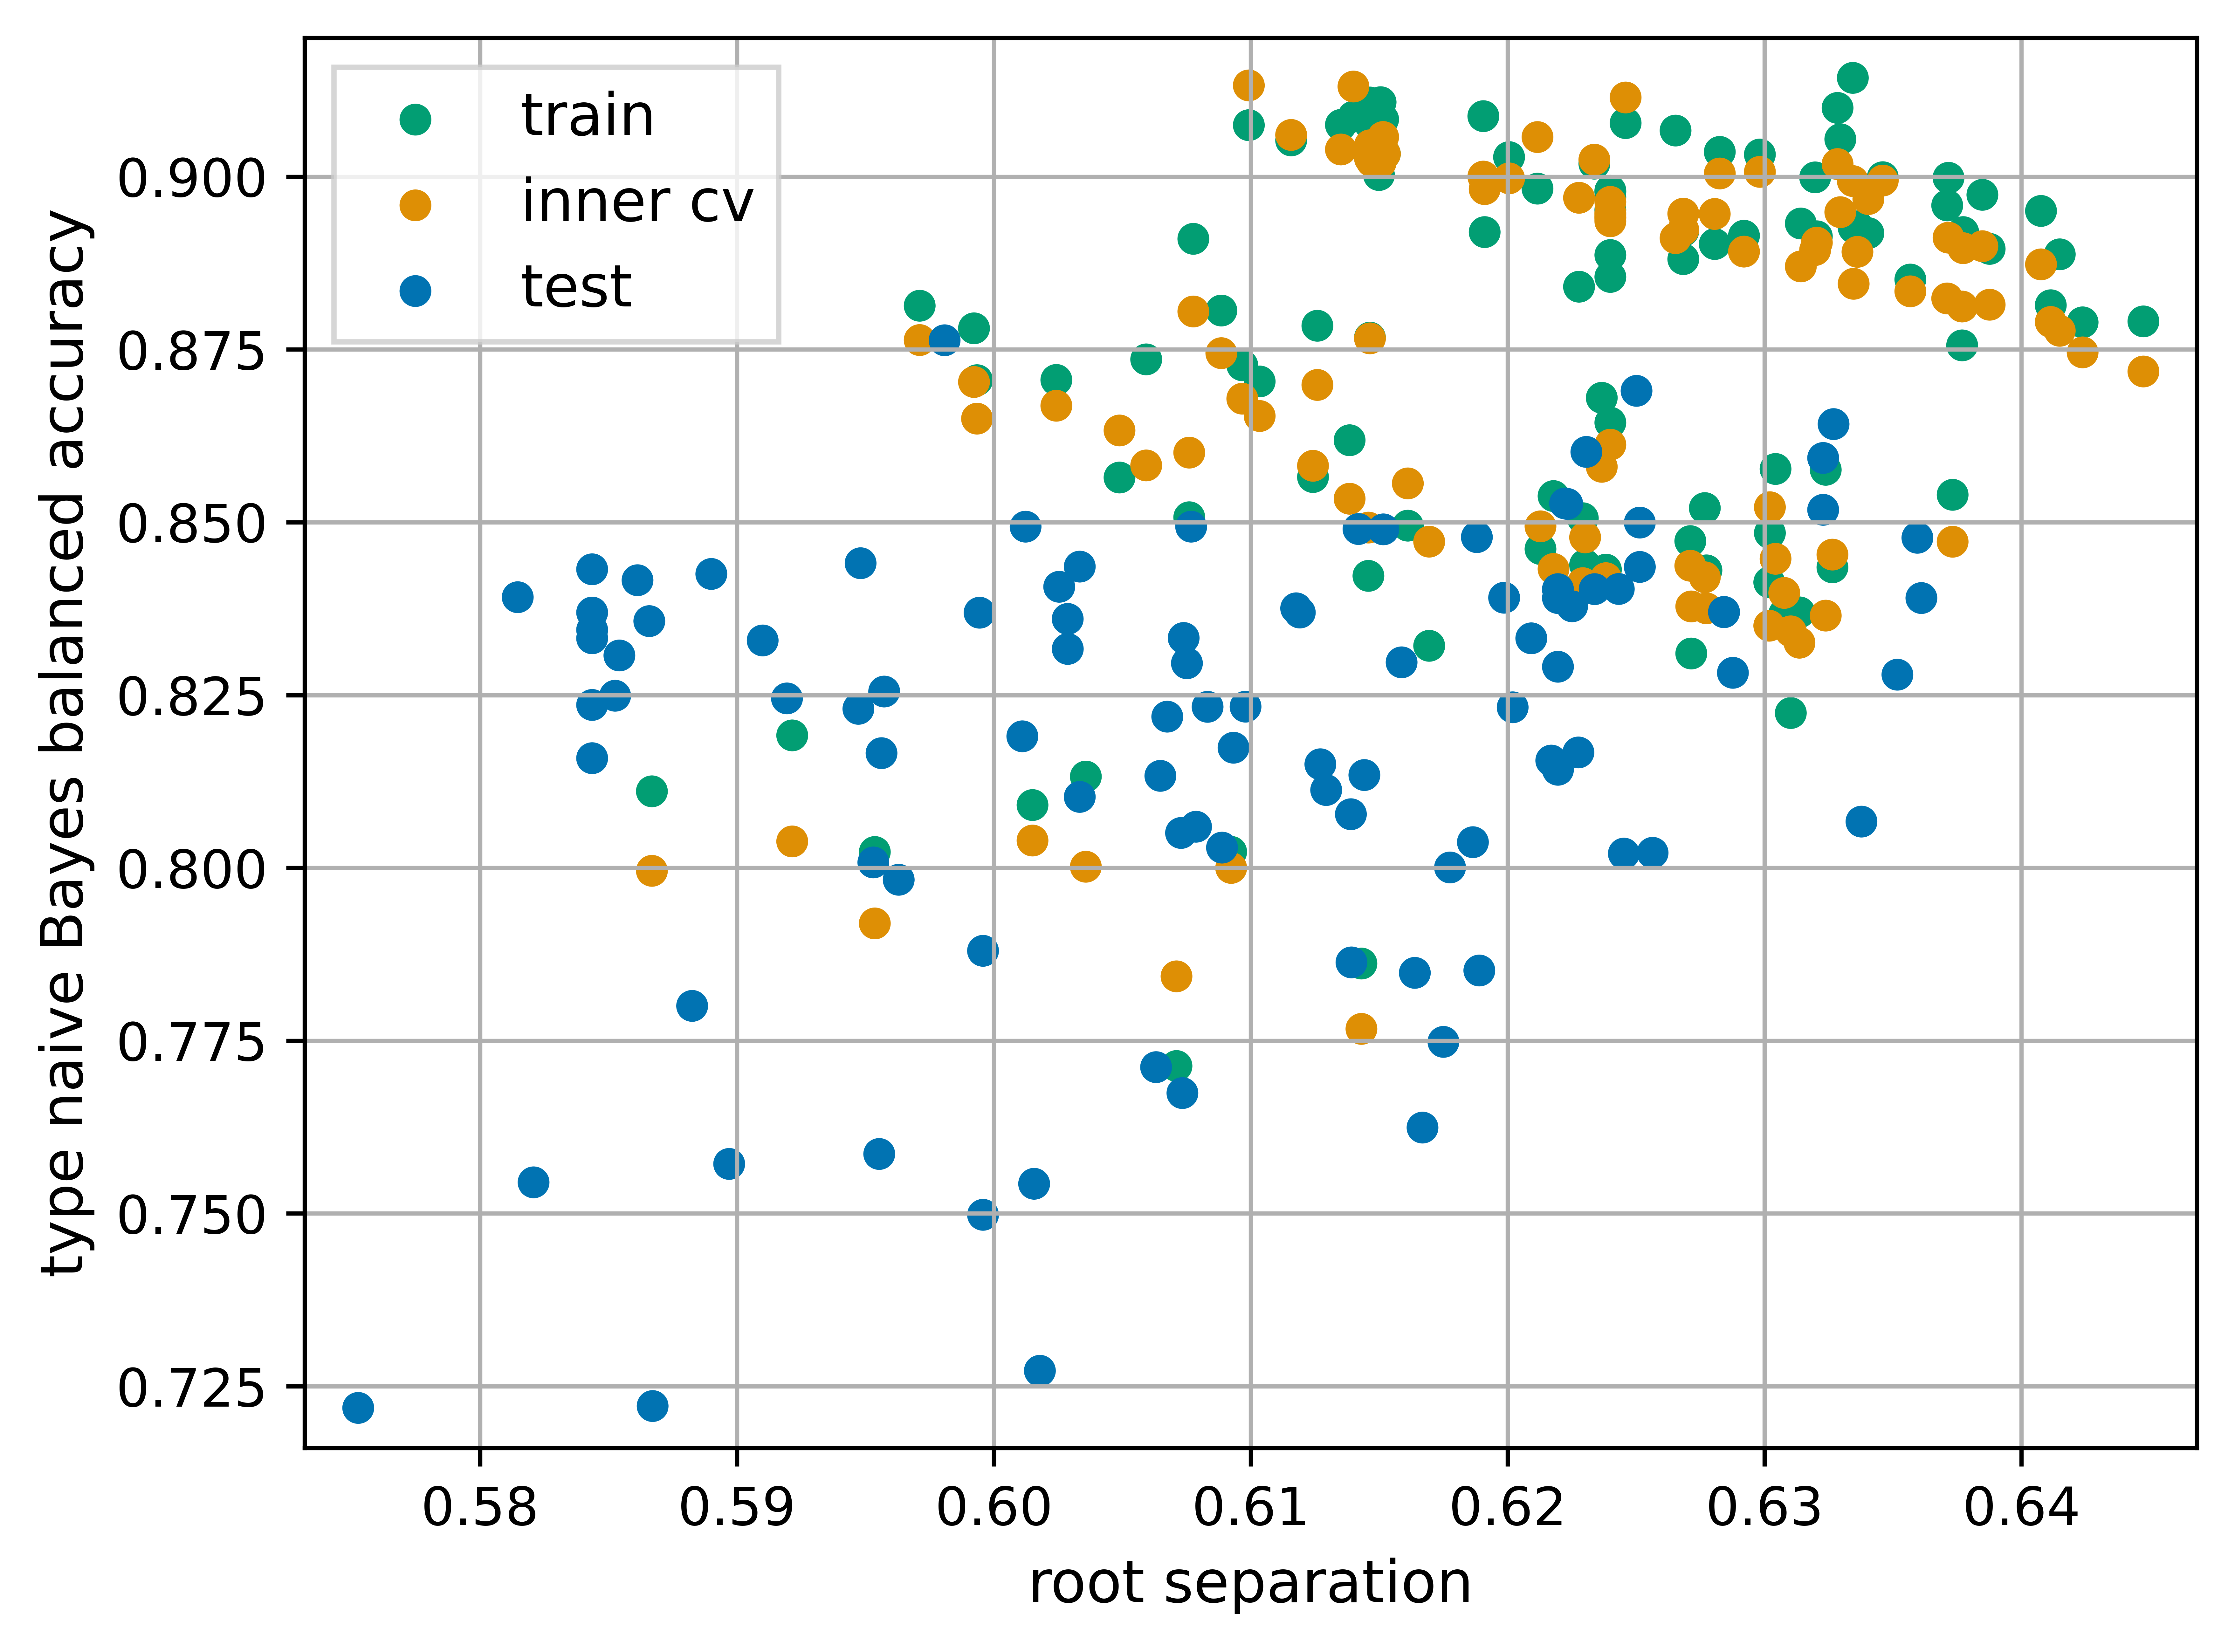 train
inner cv
test
type naive Bayes balanced accuracy
0.900
0.875
0.850
0.825
0.800
0.775
0.750
0.725
0.58 0.59 0.60 0.61 0.62 0.63 0.64
root separation